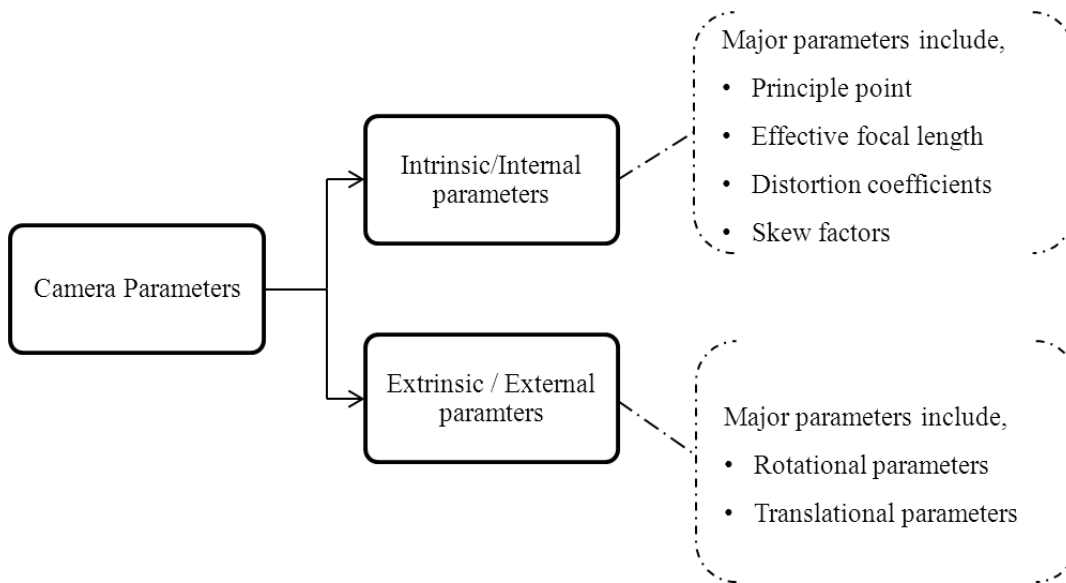 Camera Parameters
Intrinsic/Internal
parameters
Major parameters include,
• Principle point
• Effective focal length
• Distortion coefficients
• Skew factors
Extrinsic / External
paramters
Major parameters include,
• Rotational parameters
• Translational parameters